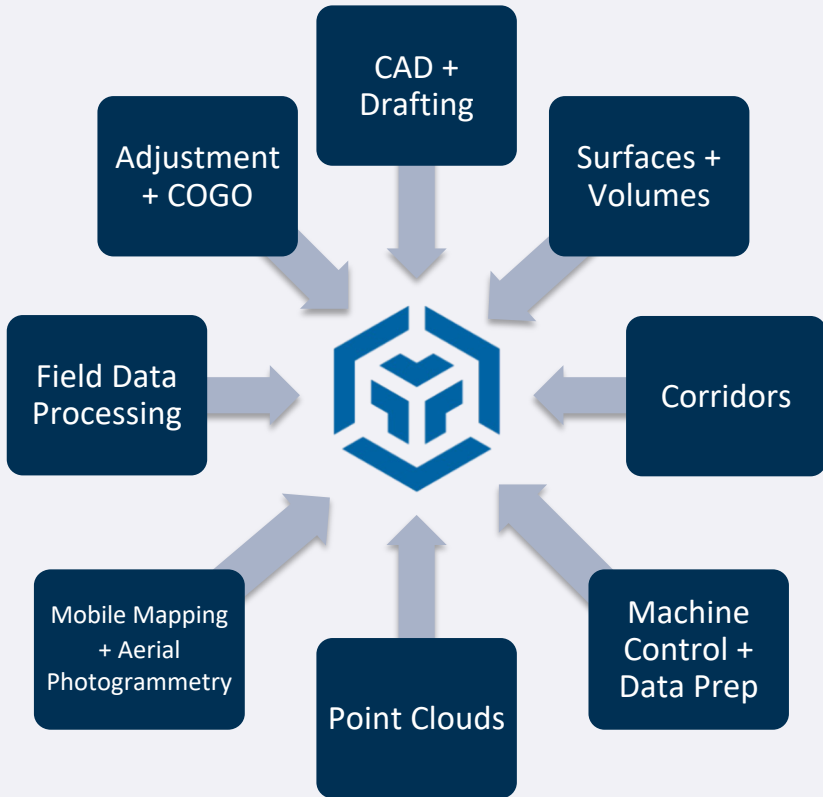 CAD +
Drafting
Adjustment
+ COGO
Surfaces +
Volumes
Field Data
Processing
Corridors
Mobile Mapping
+ Aerial
Photogrammetry
Machine
Control +
Data Prep
Point Clouds